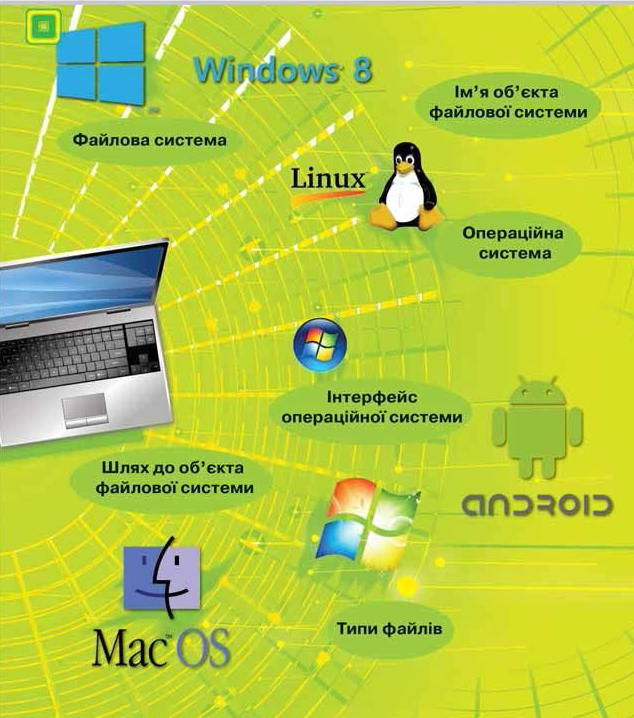 Windows 8
Ім’я об’єкта
файлової системи
Файлова система
Linux
Операційна
система
Інтерфейс
операційної системи
Шлях до об’єкта
файлової системи
ANDROID
Типи файлів
Mac™ OS